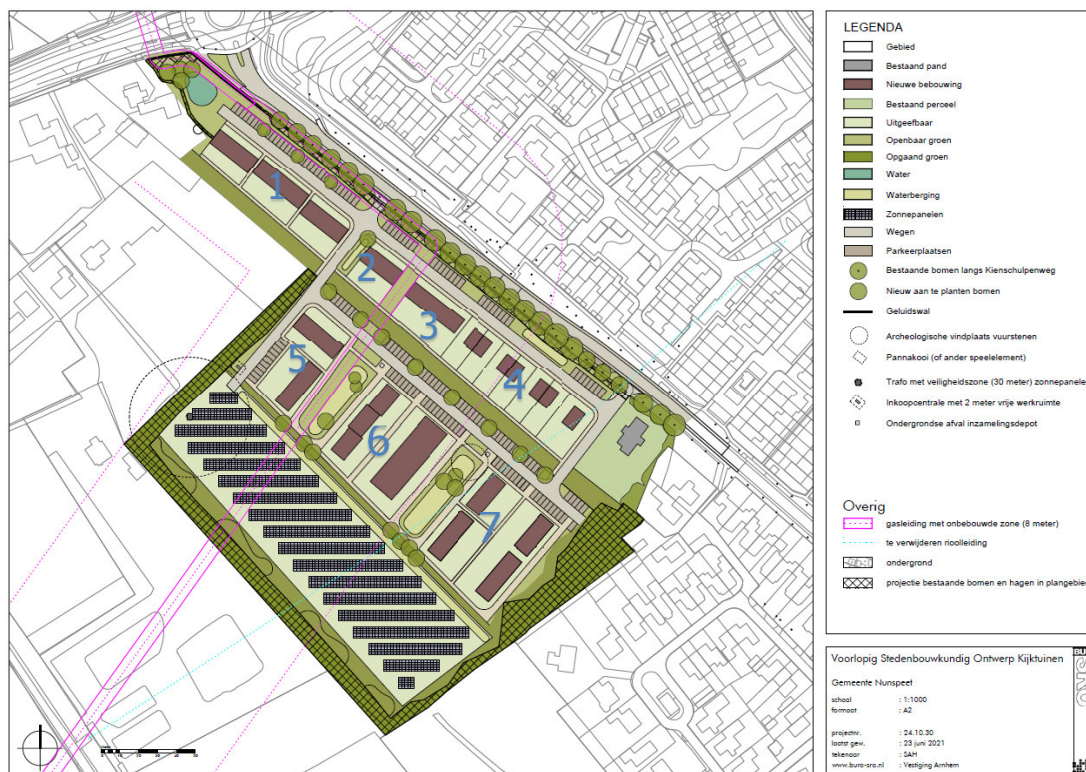 1
2
3
4
5
6
7
LEGENDA
Gebied
Bestaand pand
Nieuwe bebouwing
Bestaand perceel
Uitgeefbaar
Openbaar groen
Opgaand groen
Water
Waterberging
Zonnepanelen
Wegen
Parkeerplaatsen
Bestaande bomen langs Kienschulpenweg
Nieuw aan te planten bomen
Geluidswal
Archeologische vindplaats vuurstenen
Pannakooi (of ander speelelement)
Trafo met veiligheidszone (30 meter) zonnepanele
Inkoopcentrale met 2 meter vrije werkruimte
Ondergrondse afval inzamelingsdepot
Overig
gasleiding met onbebouwde zone (8 meter)
te verwijderen rioolleiding
ondergrond
projectie bestaande bomen en hagen in plangebie
Voorlopig Stedenbouwkundig Ontwerp Kijktuinen
Gemeente Nunspeet
schaal : 1:1000
formaat : A2
projectnr. : 24.10.30
laatst gew. : 23 juni 2021
tekenaar : SAH
www.buro-sro.nl : Vestiging Arnhem